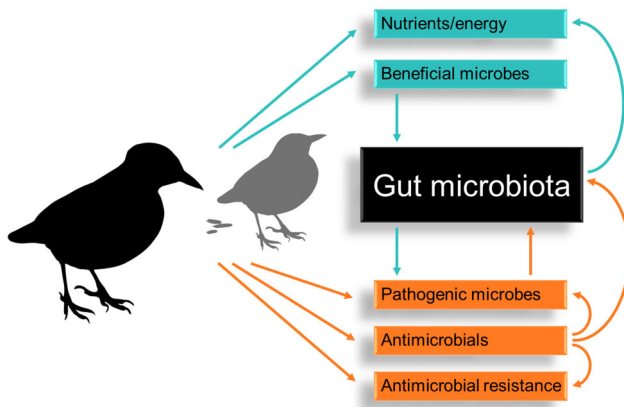 Nutrients/energy
Beneficial microbes
Gut microbiota
Pathogenic microbes
Antimicrobials
Antimicrobial resistance